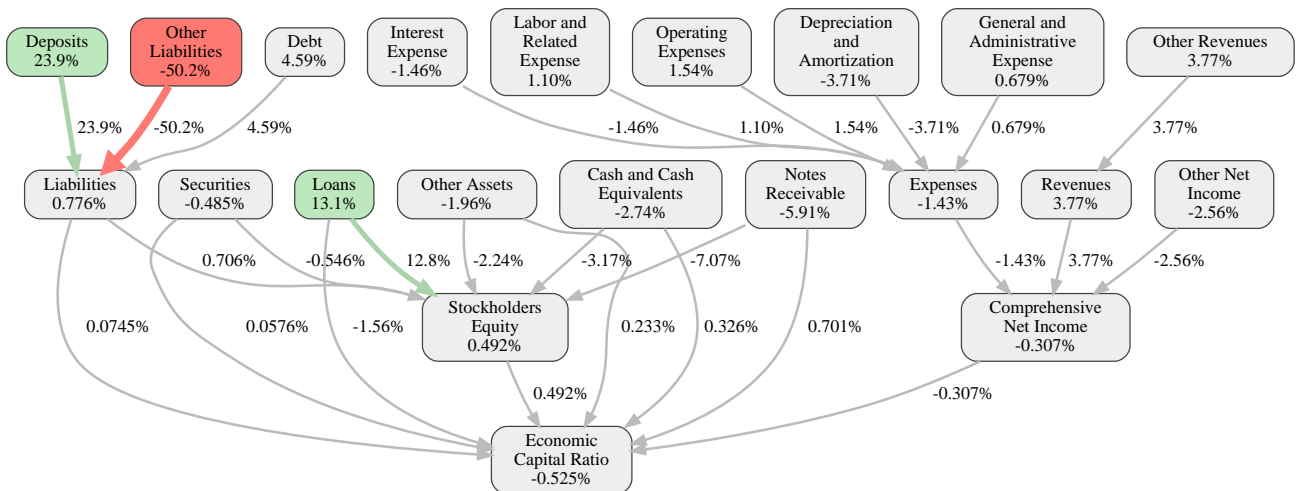 Deposits
23.9%
Other
Liabilities
-50.2%
Debt
4.59%
Interest
Expense
-1.46%
Labor and
Related
Expense
1.10%
Operating
Expenses
1.54%
Depreciation
and
Amortization
-3.71%
General and
Administrative
Expense
0.679%
Other Revenues
3.77%
23.9%
-50.2%
4.59%
-1.46%
1.10%
1.54%
-3.71%
0.679%
3.77%
Liabilities
0.776%
Securities
-0.485%
Loans
13.1%
Other Assets
-1.96%
Cash and Cash
Equivalents
-2.74%
Notes
Receivable
-5.91%
Expenses
-1.43%
Revenues
3.77%
Other Net
Income
-2.56%
0.706%
-0.546%
12.8%
-2.24%
-3.17%
-7.07%
-1.43%
3.77%
-2.56%
0.0745%
0.0576%
-1.56%
Stockholders
Equity
0.492%
0.233%
0.326%
0.701%
Comprehensive
Net Income
-0.307%
0.492%
-0.307%
Economic
Capital Ratio
-0.525%